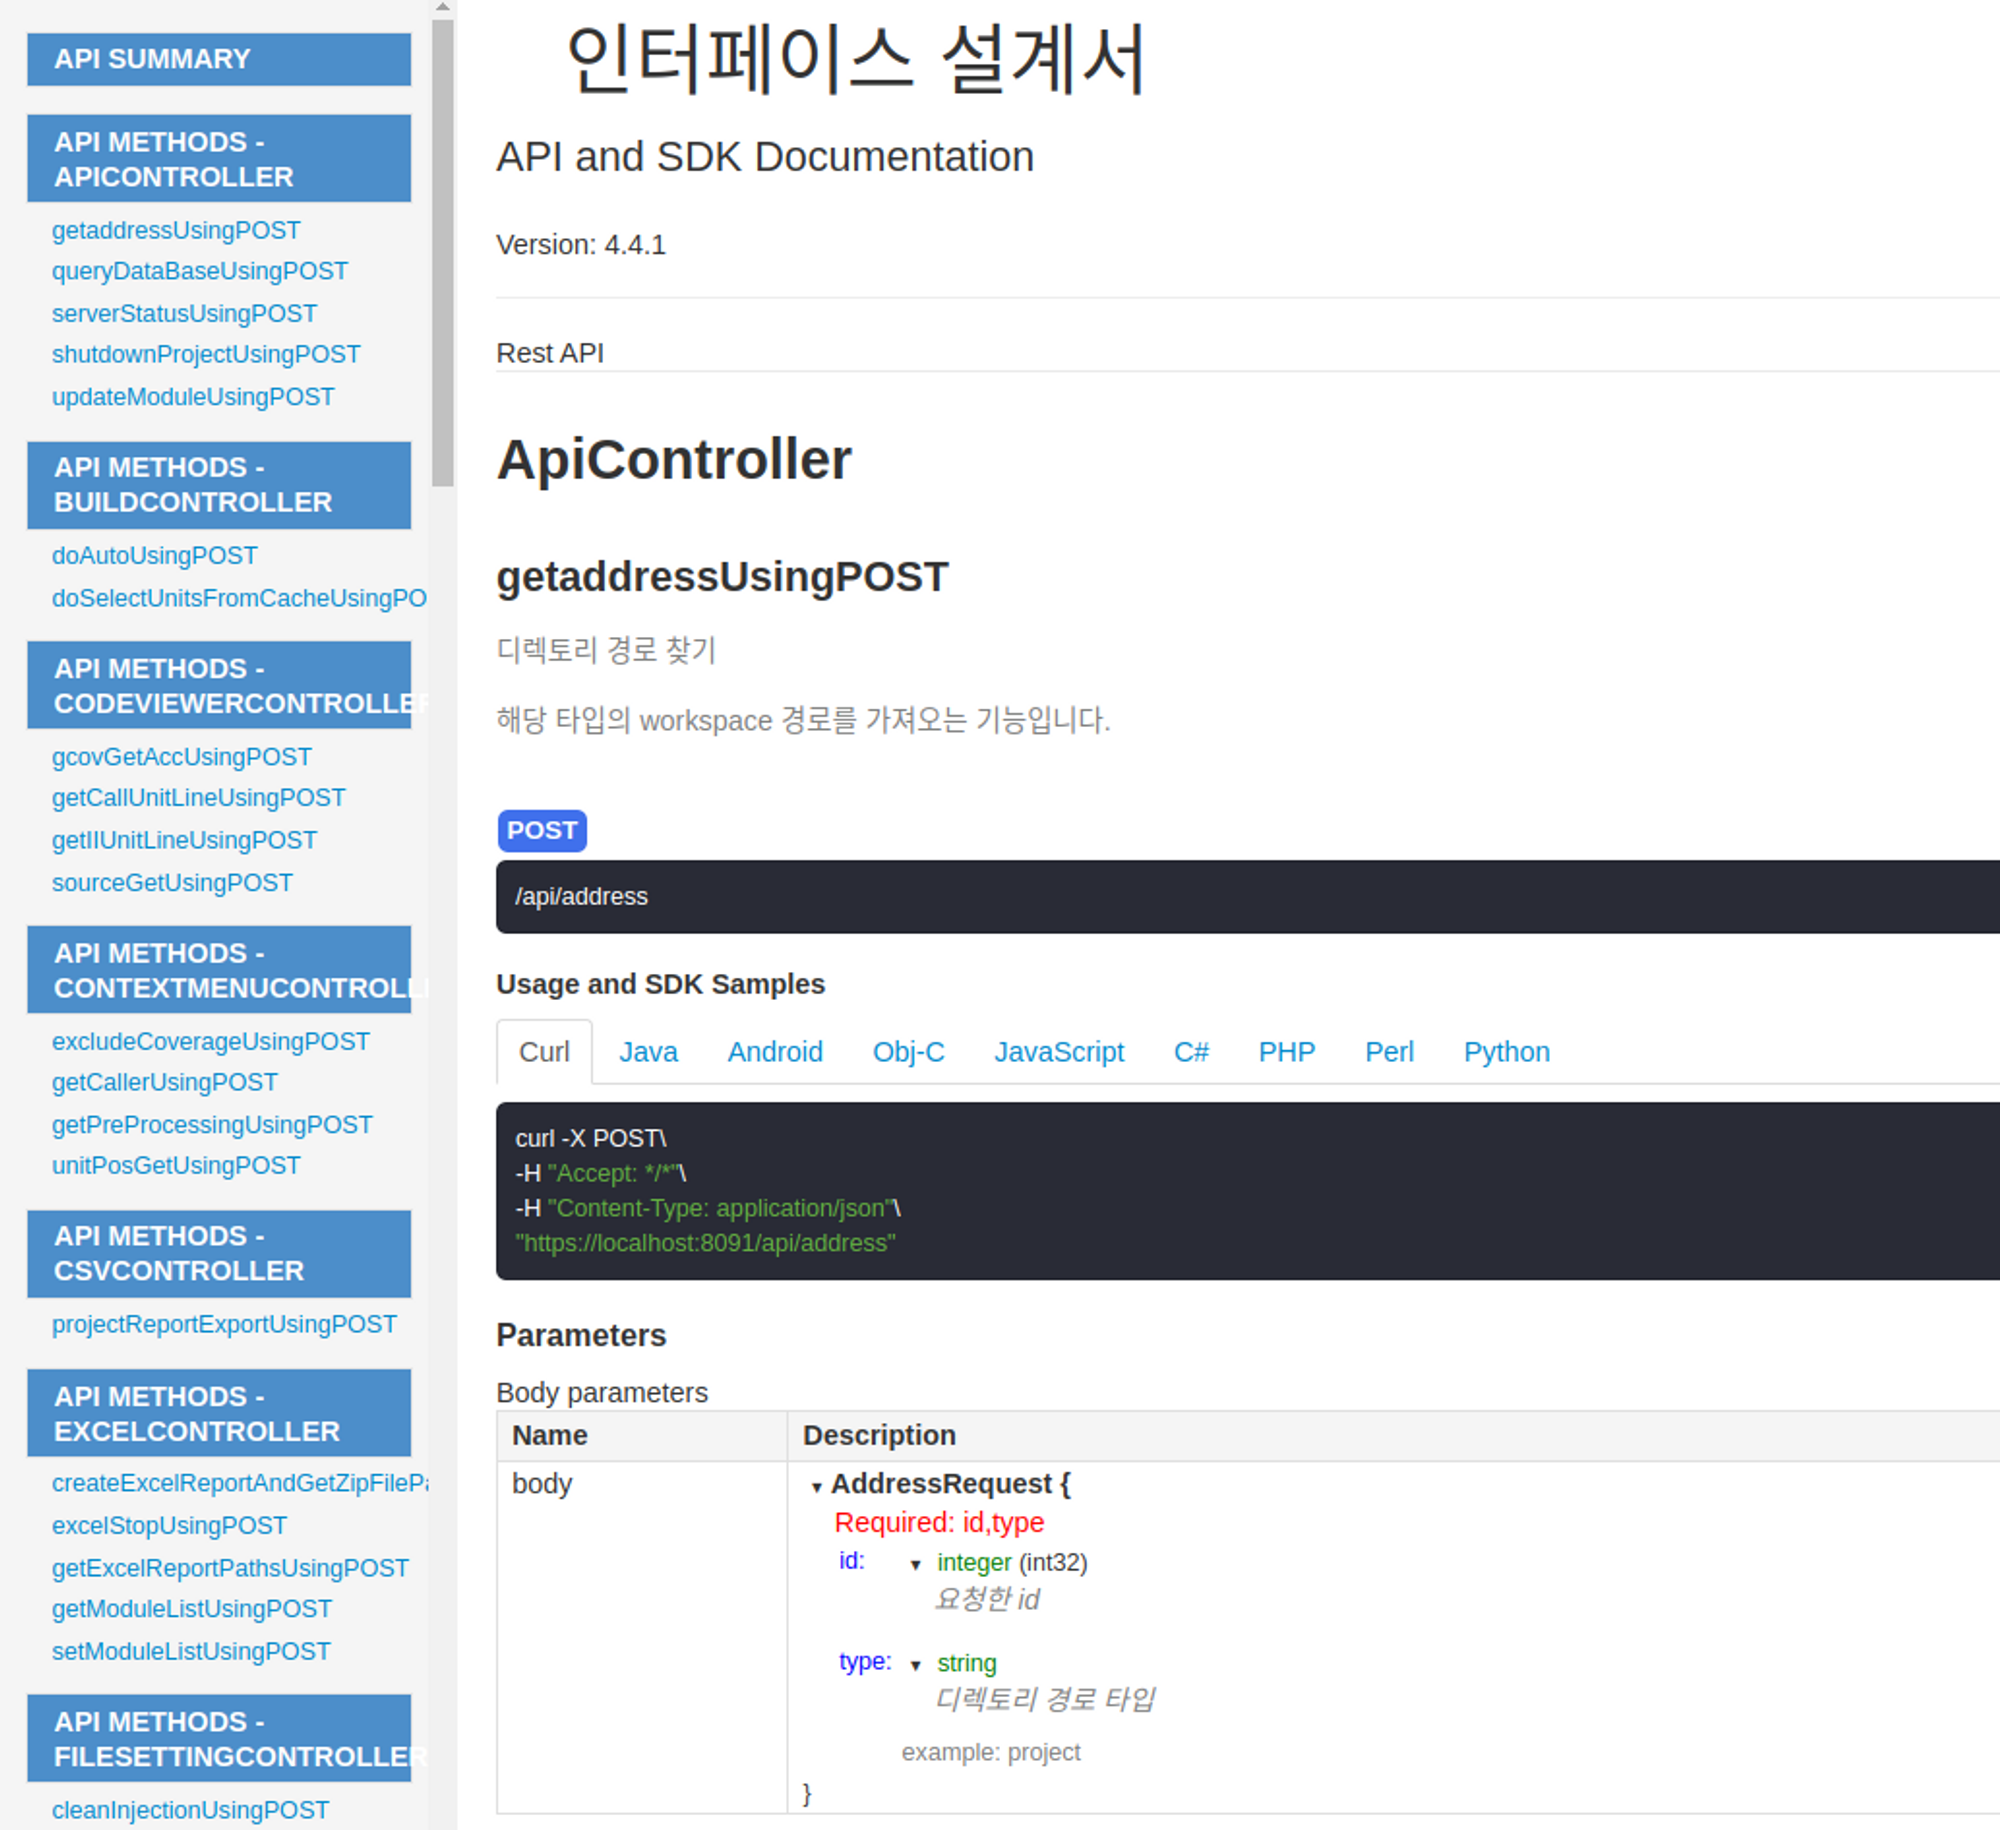 API SUMMARY
API METHODS -
APICONTROLLER
getaddressUsingPOST
queryDataBaseUsingPOST
serverStatusUsingPOST
shutdownProjectUsingPOST
updateModuleUsingPOST
API METHODS -
BUILDCONTROLLER
doAutoUsingPOST
doSelectUnitsFromCacheUsingPO
API METHODS -
CODEVIEWERCONTROLLER
gcovGetAccUsingPOST
getCallUnitLineUsingPOST
getIIUnitLineUsingPOST
sourceGetUsingPOST
API METHODS -
CONTEXTMENUCONTROLLE
excludeCoverageUsingPOST
getCallerUsingPOST
getPreProcessingUsingPOST
unitPosGetUsingPOST
API METHODS -
CSVCONTROLLER
projectReportExportUsingPOST
API METHODS -
EXCELCONTROLLER
createExcelReportAndGetZipFilePa
excelStopUsingPOST
getExcelReportPathsUsingPOST
getModuleListUsingPOST
setModuleListUsingPOST
API METHODS -
FILESETTINGCONTROLLER
cleanInjectionUsingPOST
인터페이스 설계서
API and SDK Documentation
Version: 4.4.1
Rest API
ApiController
getaddressUsingPOST
디렉토리 경로 찾기
해당 타입의 workspace 경로를 가져오는 기능입니다.
POST
/api/address
Usage and SDK Samples
Curl Java Android Obj-C JavaScript C# PHP Perl Python
curl -X POST\
-H "Accept: */*"\
-H "Content-Type: application/json"\
"https://localhost:8091/api/address"
Parameters
Body parameters
Name Description
body ▼ AddressRequest {
Required: id,type
id: ▼ integer (int32)
요청한 id
type: ▼ string
디렉토리 경로 타입
example: project
}